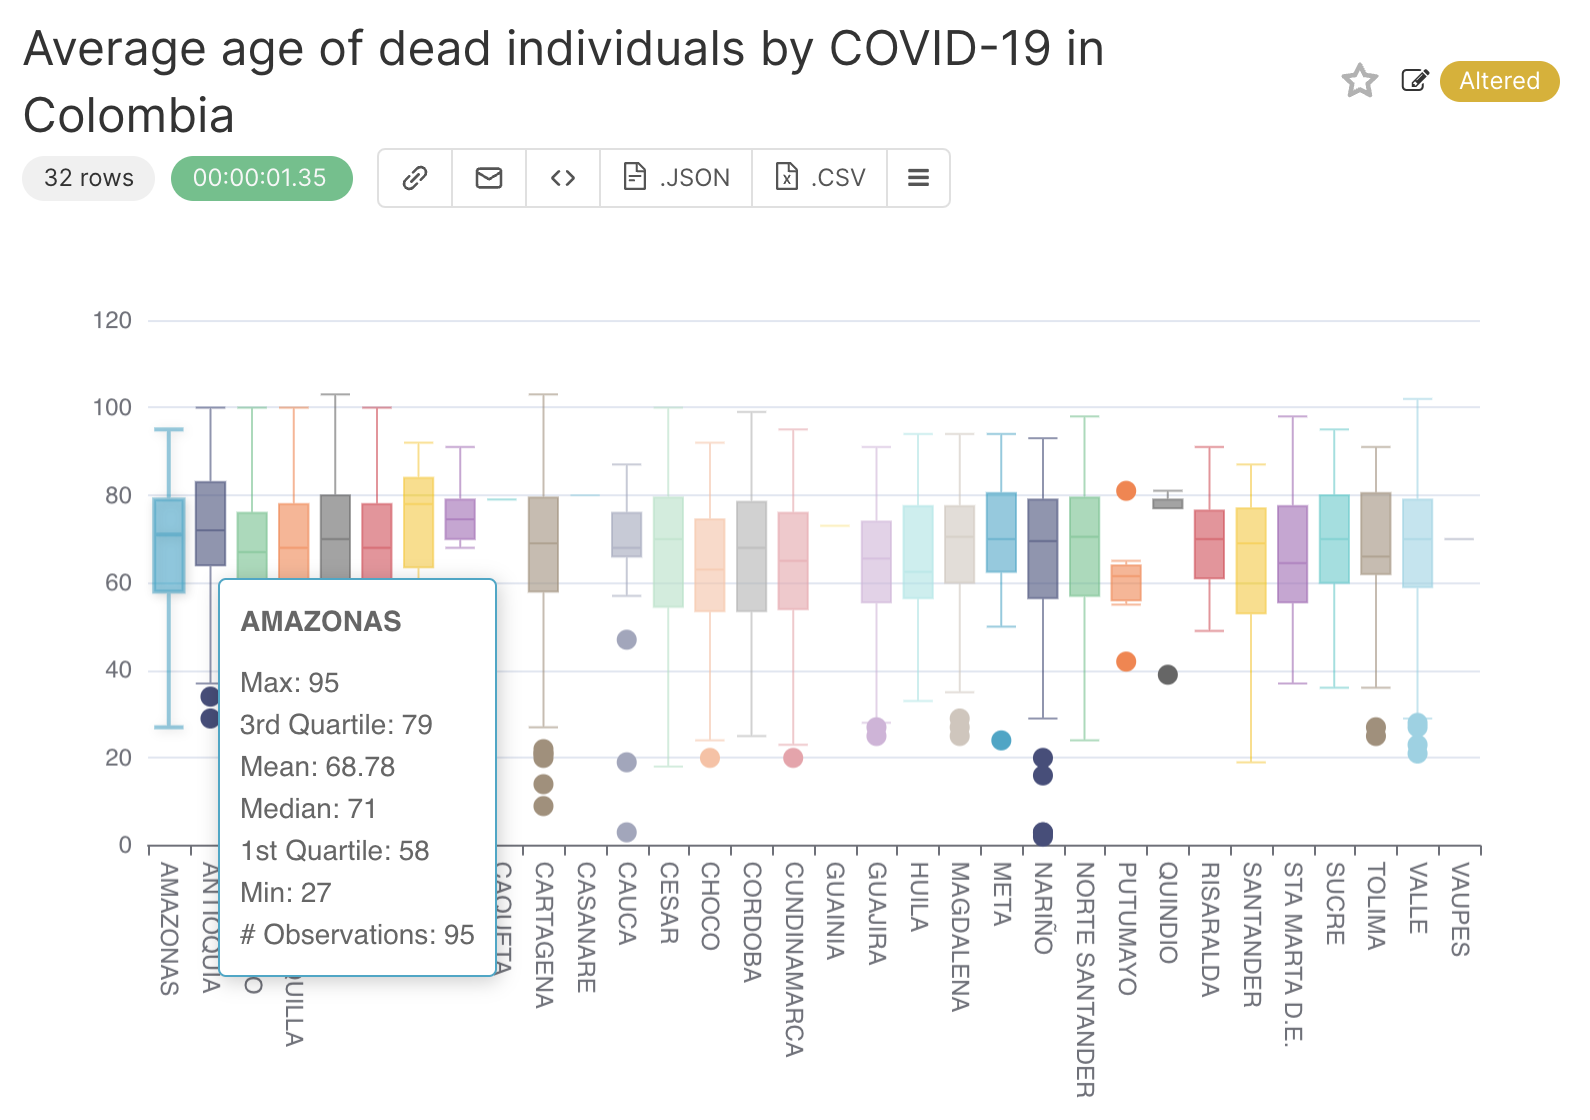 Average age of dead individuals by COVID-19 in
Colombia
Altered
32 rows
00:00:01.35
.JSON
.CSV
120
100
80
60
40
20
0
AMAZONAS
Max: 95
3rd Quartile: 79
Mean: 68.78
Median: 71
1st Quartile: 58
Min: 27
# Observations: 95
AMAZONAS
ANTIOQUIA
O
QUILLA
CAQUETA
CARTAGENA
CASANARE
CAUCA
CESAR
CHOCO
CORDOBA
CUNDINAMARCA
GUAINIA
GUAJIRA
HUILA
MAGDALENA
META
NARIÑO
NORTE SANTANDER
PUTUMAYO
QUINDIO
RISARALDA
SANTANDER
STA MARTA D.E.
SUCRE
TOLIMA
VALLE
VAUPES